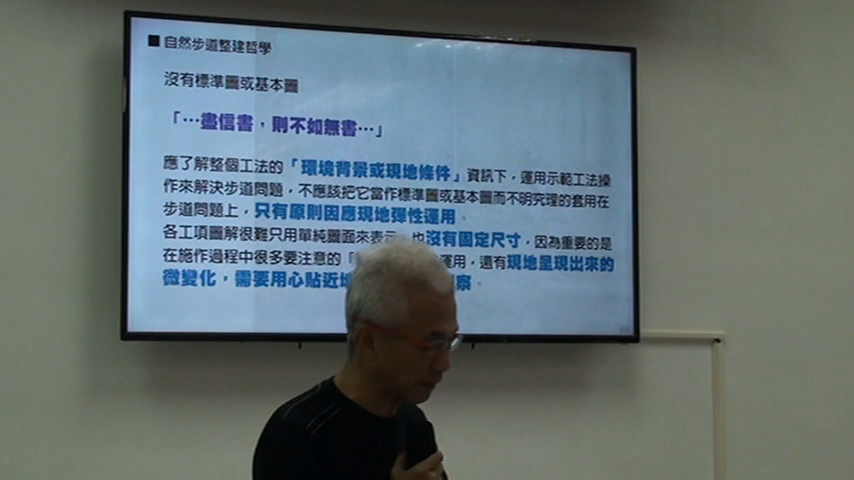 ■ 自然步道整建哲學
沒有標準圖或基本圖
「…盡信書，則不如無書…」
應了解整個工法的「環境背景或現地條件」資訊下，運用示範工法操
作來解決步道問題，不應該把它當作標準圖或基本圖而不明究理的套用在
步道問題上，只有原則因應現地彈性運用。
各工項圖解很難只用單純圖面來表示 也沒有固定尺寸，因為重要的是
在施作過程中很多要注意的「 運用，還有現地呈現出來的
微變化，需要用心貼近地 察。